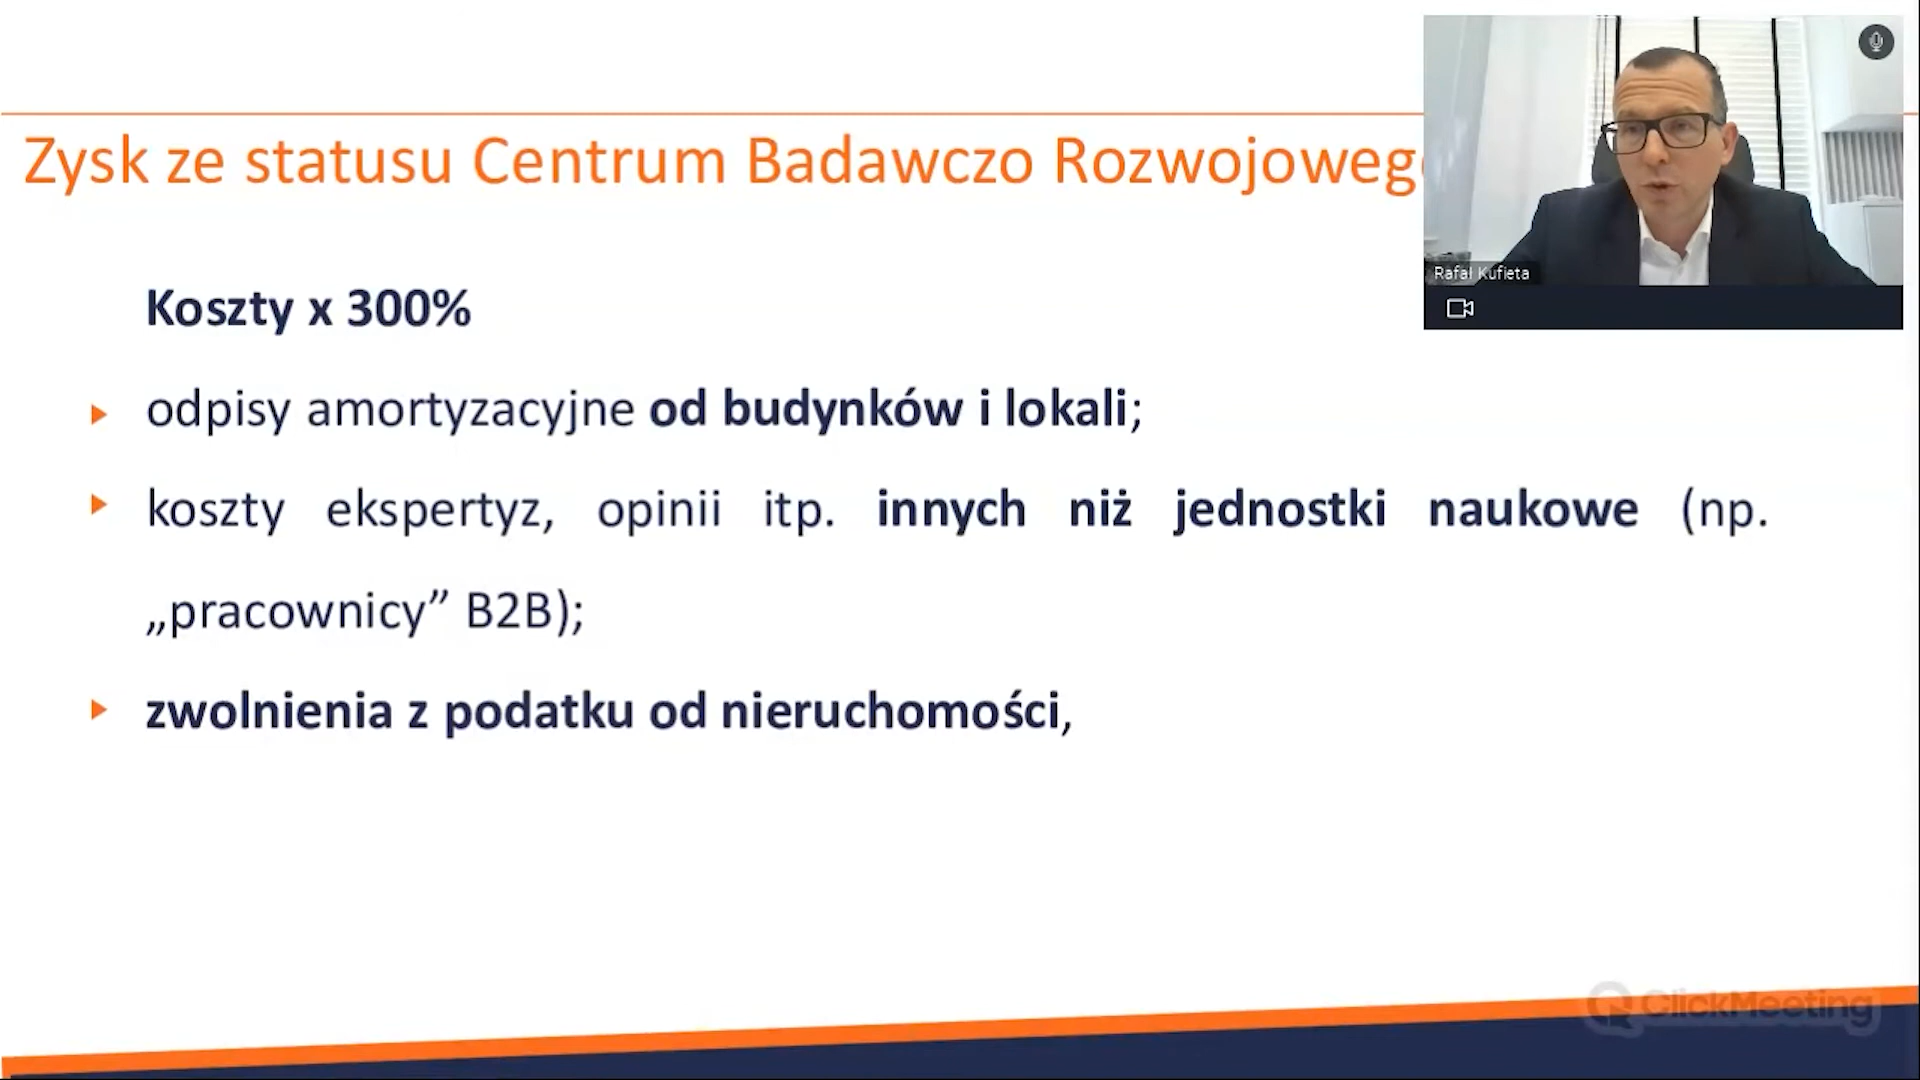 Zysk ze statusu Centrum Badawczo Rozwojoweg
Rafał Kufieta
Koszty x 300%
odpisy amortyzacyjne od budynków i lokali;
koszty ekspertyz, opinii itp. innych niż jednostki naukowe (np.
„pracownicy” B2B);
zwolnienia z podatku od nieruchomości,
ClickMeeting